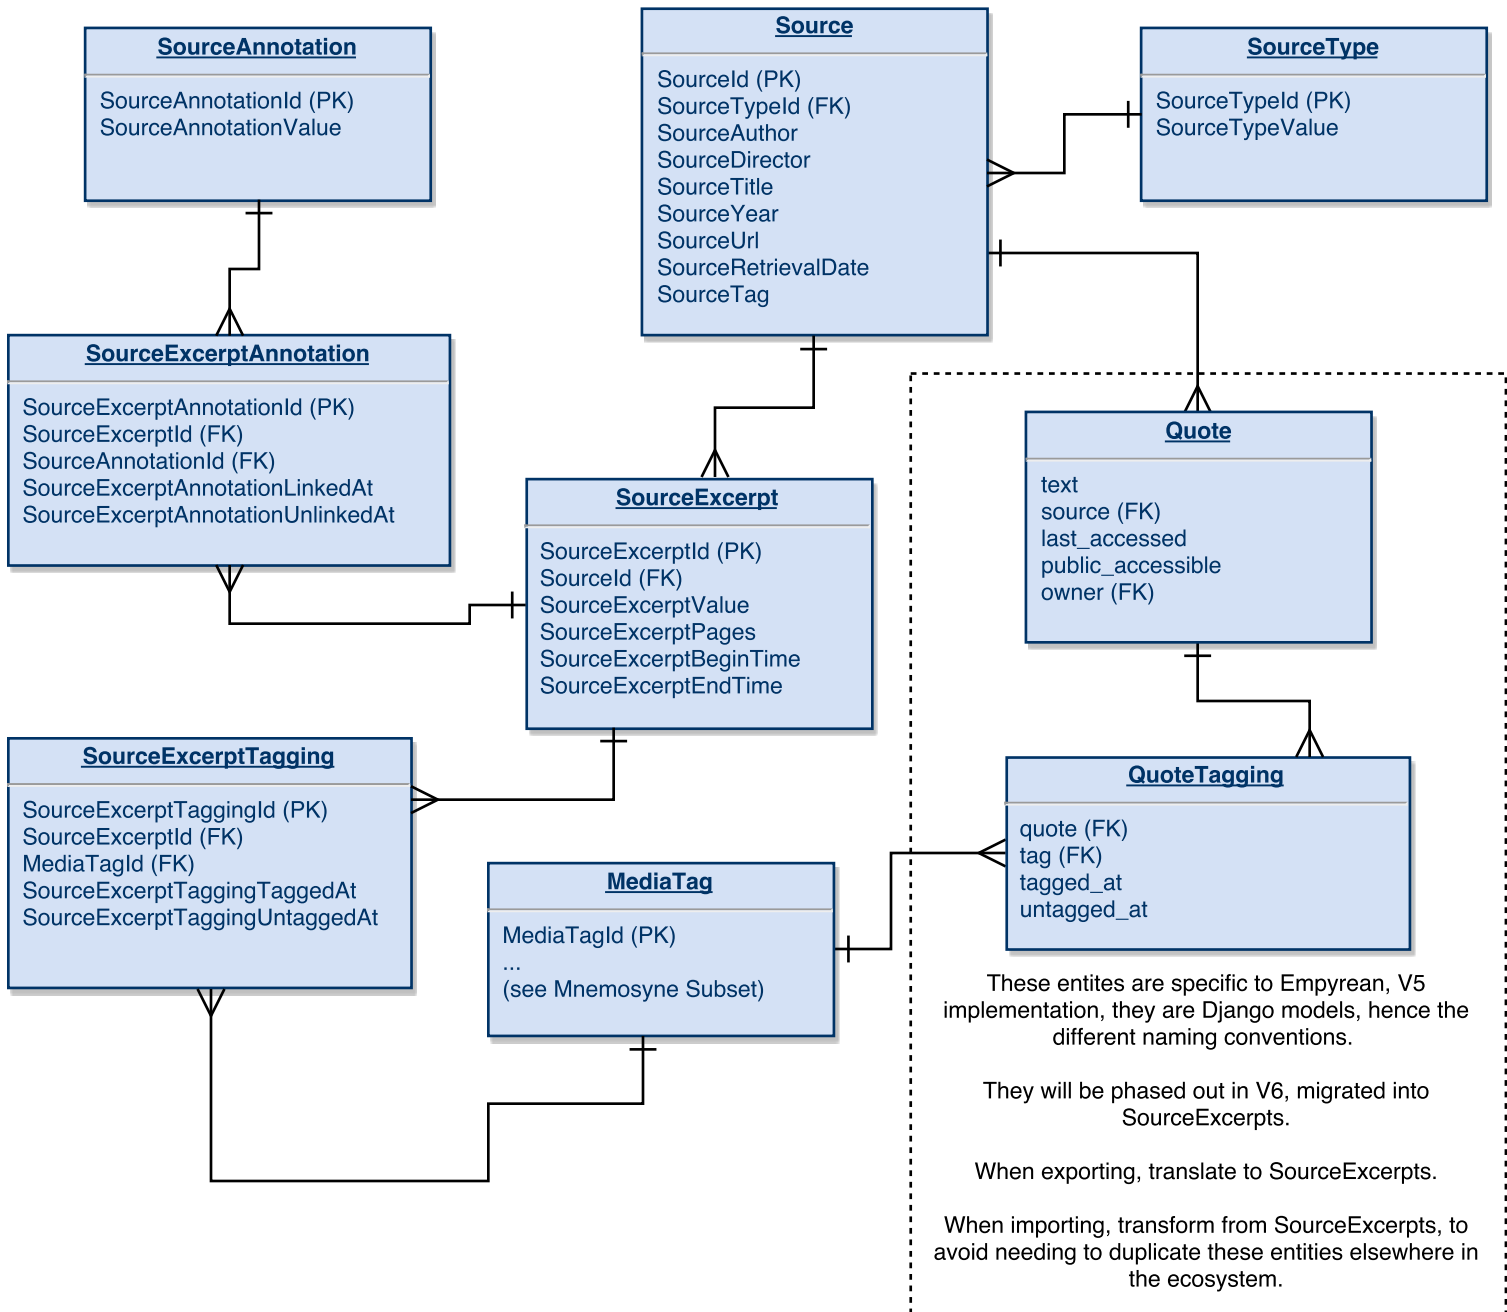 SourceAnnotation
SourceAnnotationId (PK)
SourceAnnotationValue
Source
SourceId (PK)
SourceTypeId (FK)
SourceAuthor
SourceDirector
SourceTitle
SourceYear
SourceUrl
SourceRetrievalDate
SourceTag
SourceType
SourceTypeId (PK)
SourceTypeValue
SourceExcerptAnnotation
SourceExcerptAnnotationId (PK)
SourceExcerptId (FK)
SourceAnnotationId (FK)
SourceExcerptAnnotationLinkedAt
SourceExcerptAnnotationUnlinkedAt
SourceExcerpt
SourceExcerptId (PK)
SourceId (FK)
SourceExcerptValue
SourceExcerptPages
SourceExcerptBeginTime
SourceExcerptEndTime
Quote
text
source (FK)
last_accessed
public_accessible
owner (FK)
SourceExcerptTagging
SourceExcerptTaggingId (PK)
SourceExcerptId (FK)
MediaTagId (FK)
SourceExcerptTaggingTaggedAt
SourceExcerptTaggingUntaggedAt
MediaTag
MediaTagId (PK)
...
(see Mnemosyne Subset)
QuoteTagging
quote (FK)
tag (FK)
tagged_at
untagged_at
These entites are specific to Empyrean, V5
implementation, they are Django models, hence the
different naming conventions.
They will be phased out in V6, migrated into
SourceExcerpts.
When exporting, translate to SourceExcerpts.
When importing, transform from SourceExcerpts, to
avoid needing to duplicate these entities elsewhere in
the ecosystem.